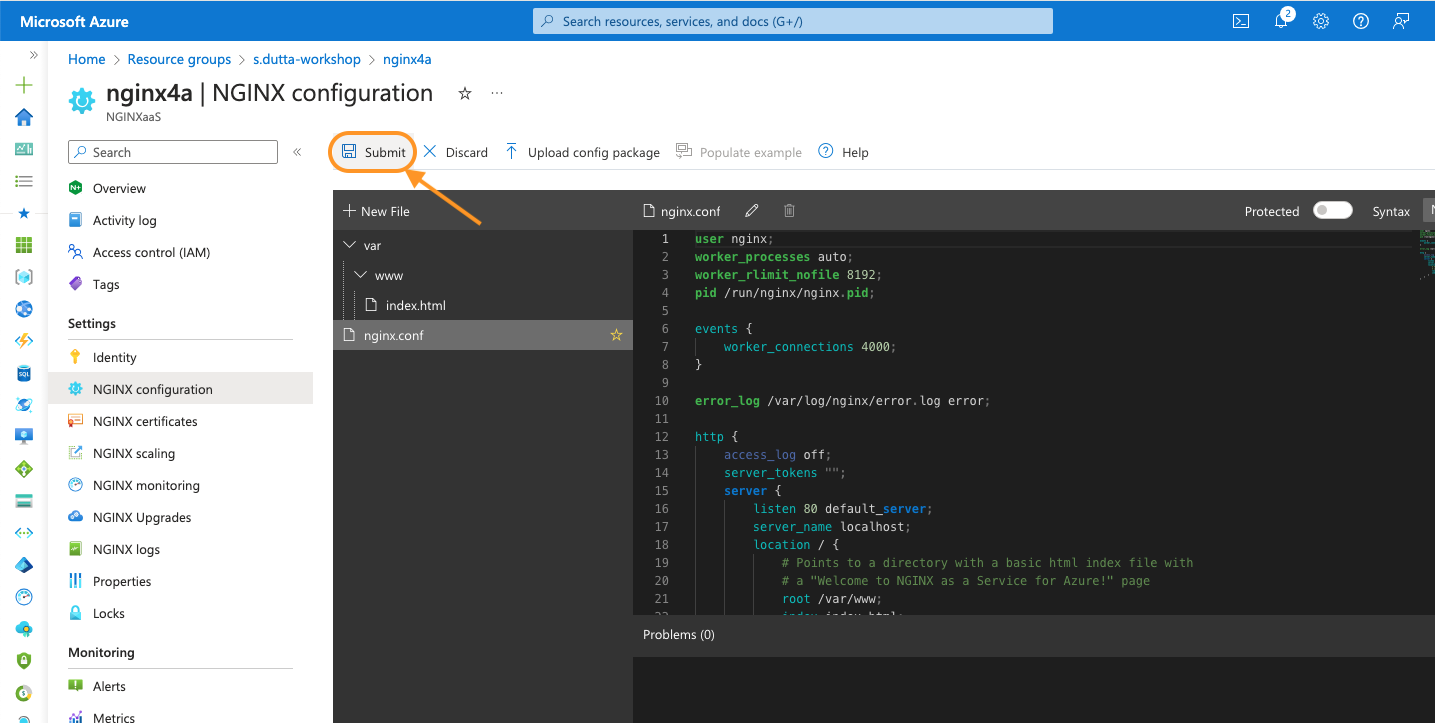 Microsoft Azure
Search resources, services, and docs (G+/)
2
Home > Resource groups > s.dutta-workshop > nginx4a
nginx4a | NGINX configuration
NGINXaaS
Search
Submit
Discard
Upload config package
Populate example
Help
Overview
Activity log
Access control (IAM)
Tags
Settings
Identity
NGINX configuration
NGINX certificates
NGINX scaling
NGINX monitoring
NGINX Upgrades
NGINX logs
Properties
Locks
Monitoring
Alerts
Metrics
SQL
New File
var
www
index.html
nginx.conf
nginx.conf
Protected
Syntax
1 user nginx;
2 worker_processes auto;
3 worker_rlimit_nofile 8192;
4 pid /run/nginx/nginx.pid;
5
6 events {
7 worker_connections 4000;
8 }
9
10 error_log /var/log/nginx/error.log error;
11
12 http {
13 access_log off;
14 server_tokens "";
15 server {
16 listen 80 default_server;
17 server_name localhost;
18 location / {
19 # Points to a directory with a basic html index file with
20 # a "Welcome to NGINX as a Service for Azure!" page
21 root /var/www;
22 index index.html;
Problems (0)